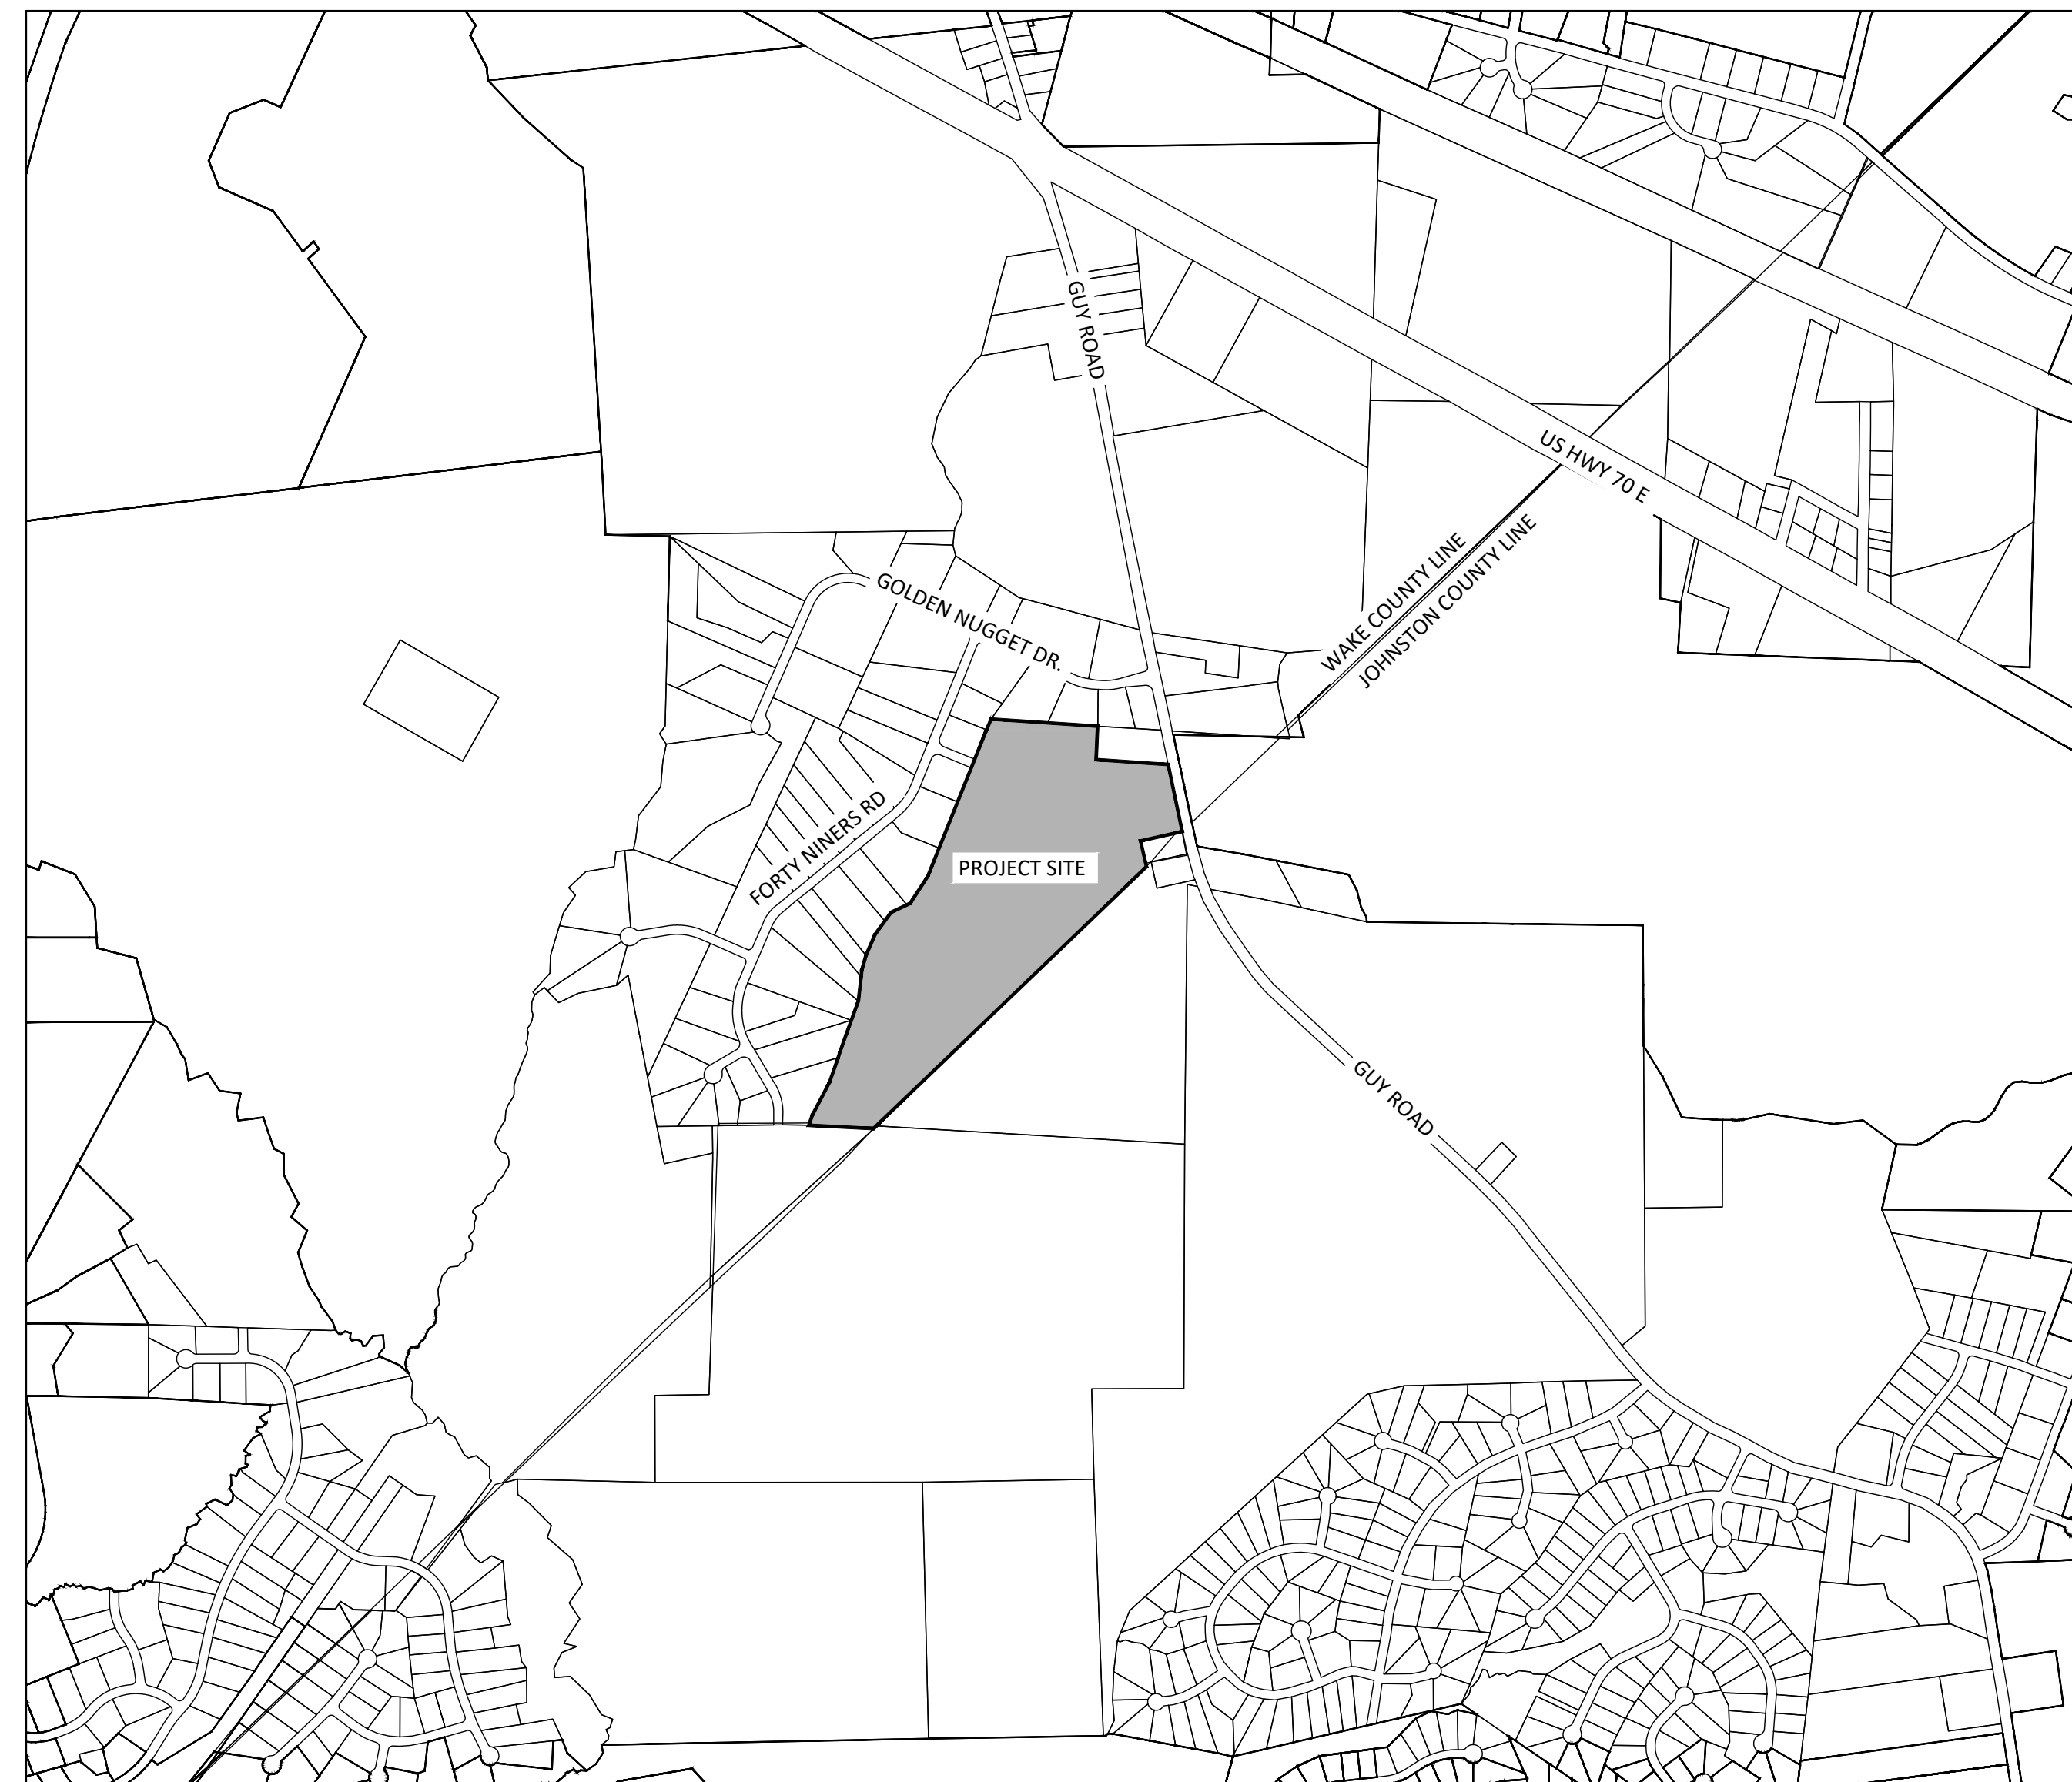 GUY ROAD
US HWY 70 E
WAKE COUNTY LINE
JOHNSTON COUNTY LINE
GOLDEN NUGGET DR.
FORTY NINERS RD
PROJECT SITE
GUY ROAD